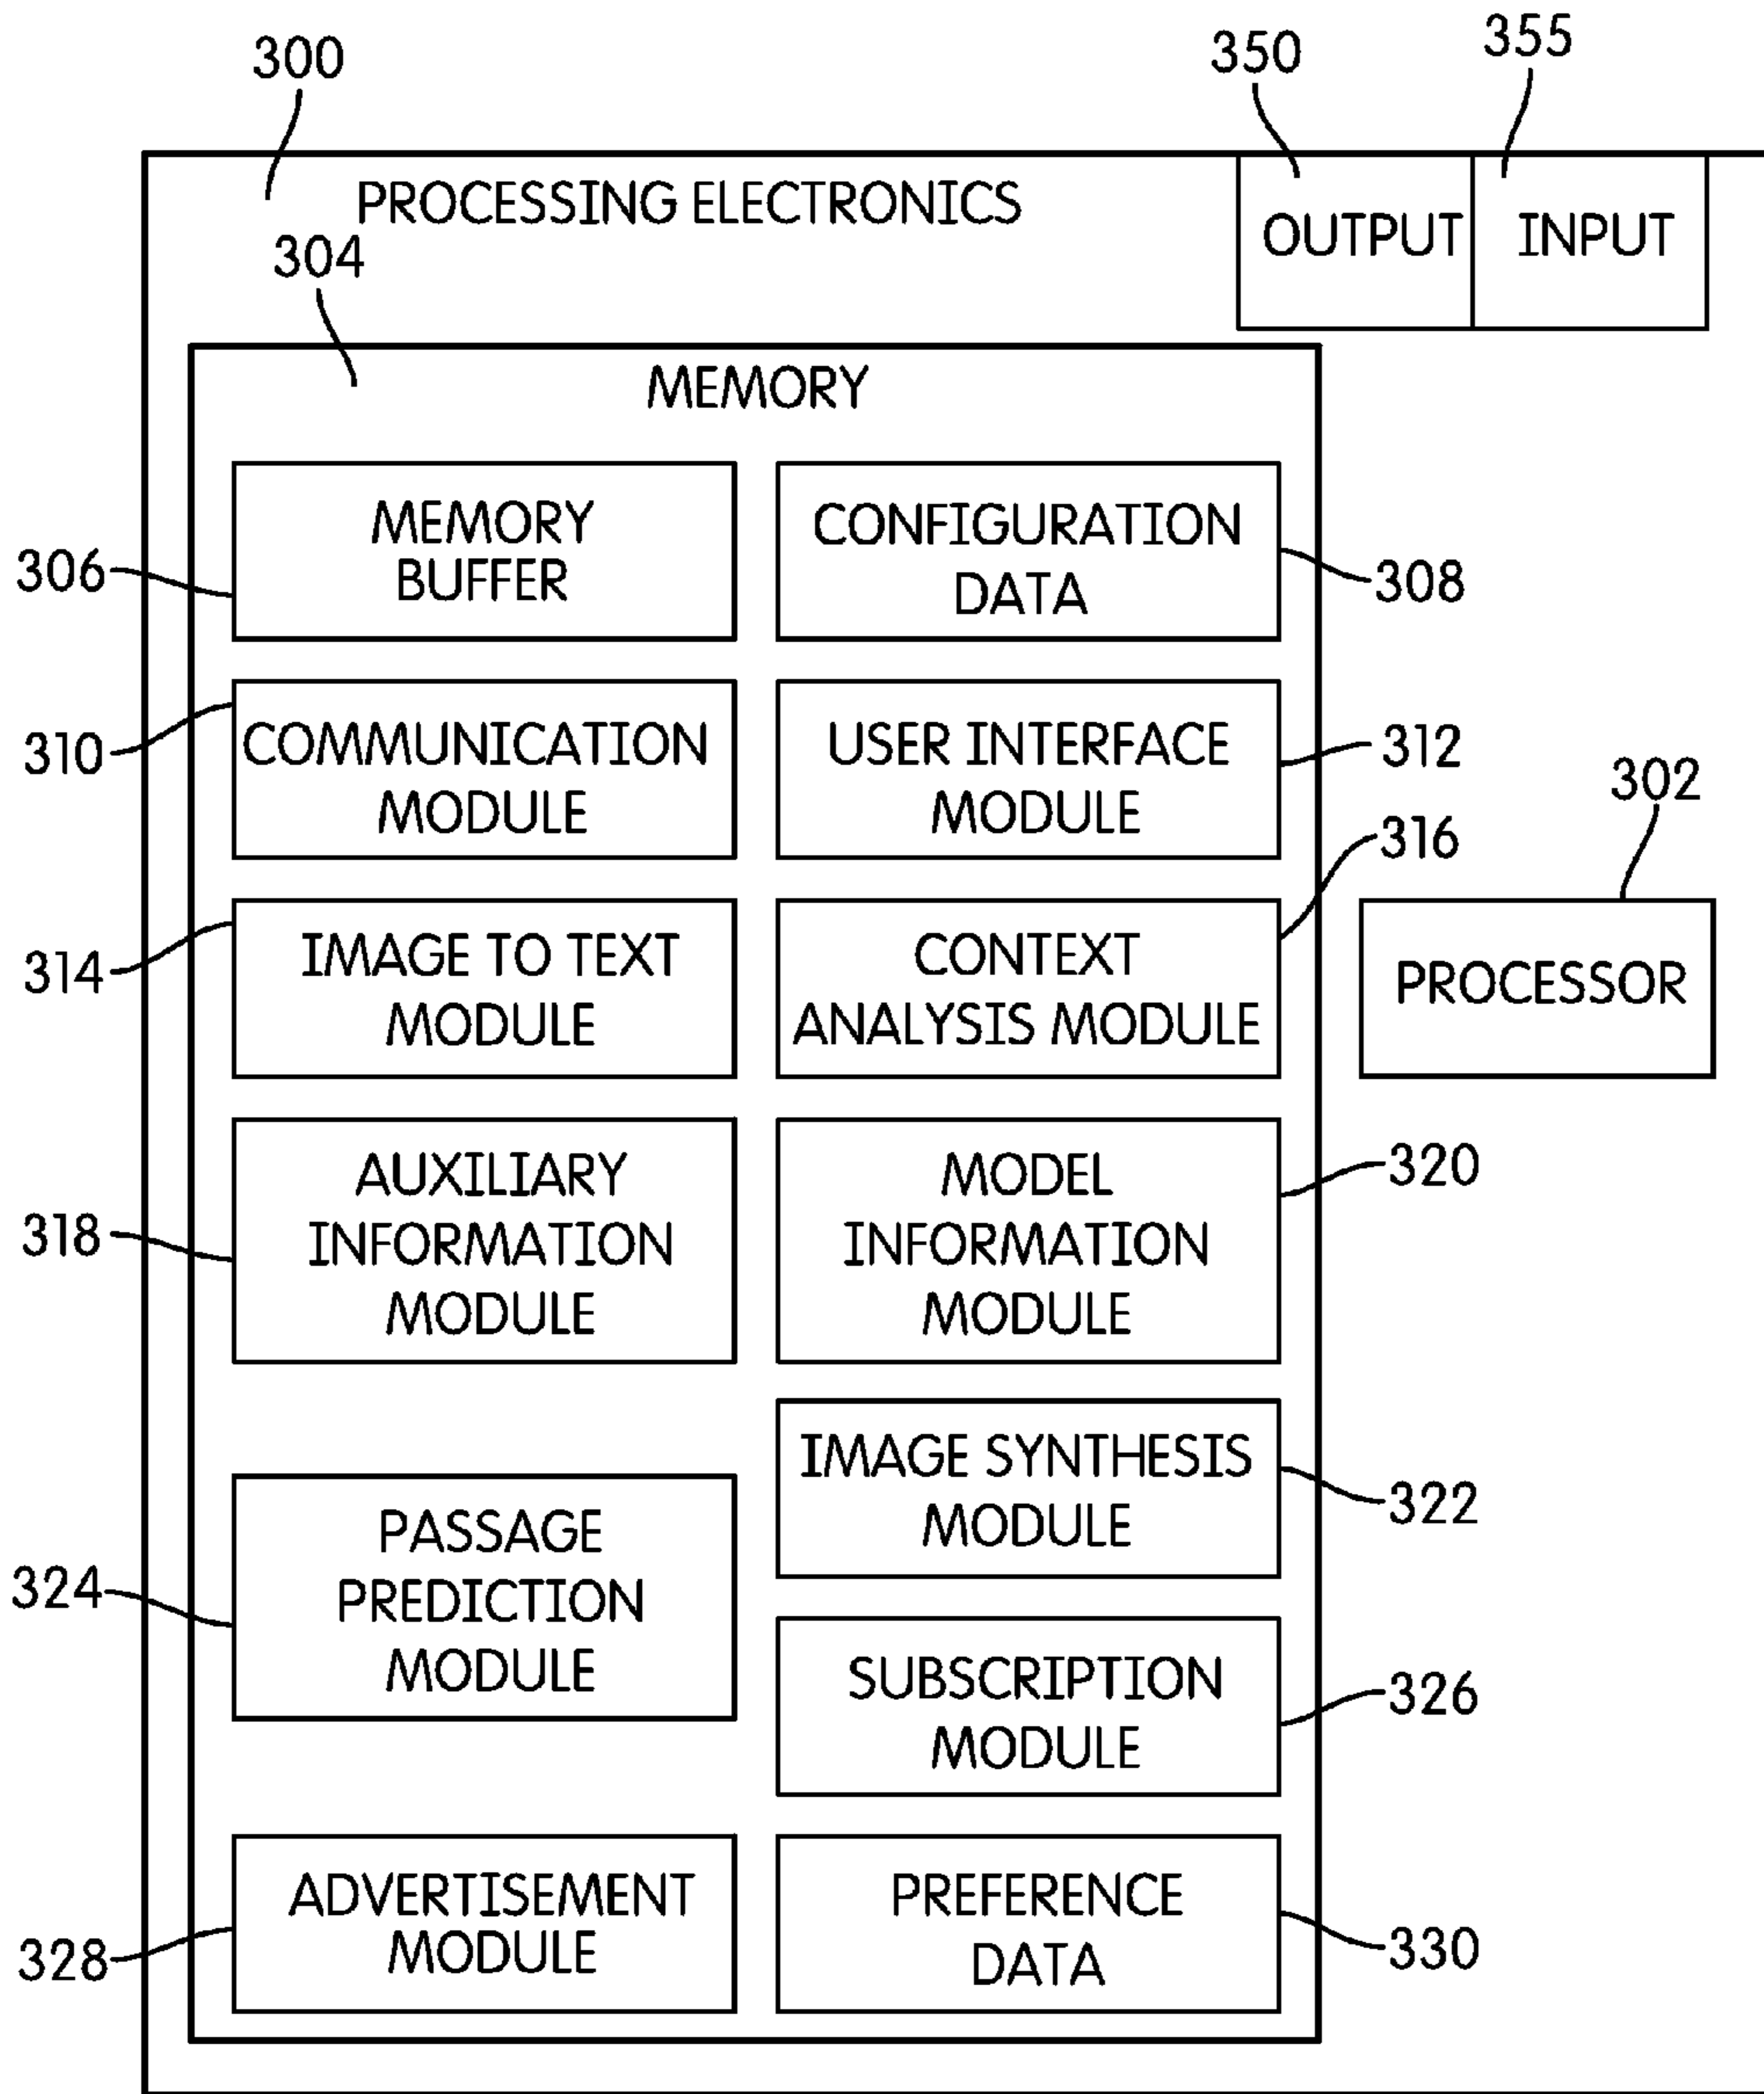 300
350
355
PROCESSING ELECTRONICS
OUTPUT
INPUT
304
MEMORY
MEMORY
BUFFER
306
CONFIGURATION
DATA
308
COMMUNICATION
MODULE
310
USER INTERFACE
MODULE
312
302
316
IMAGE TO TEXT
MODULE
314
CONTEXT
ANALYSIS MODULE
PROCESSOR
AUXILIARY
INFORMATION
MODULE
318
MODEL
INFORMATION
MODULE
320
IMAGE SYNTHESIS
MODULE
322
PASSAGE
PREDICTION
MODULE
324
SUBSCRIPTION
MODULE
326
ADVERTISEMENT
MODULE
328
PREFERENCE
DATA
330